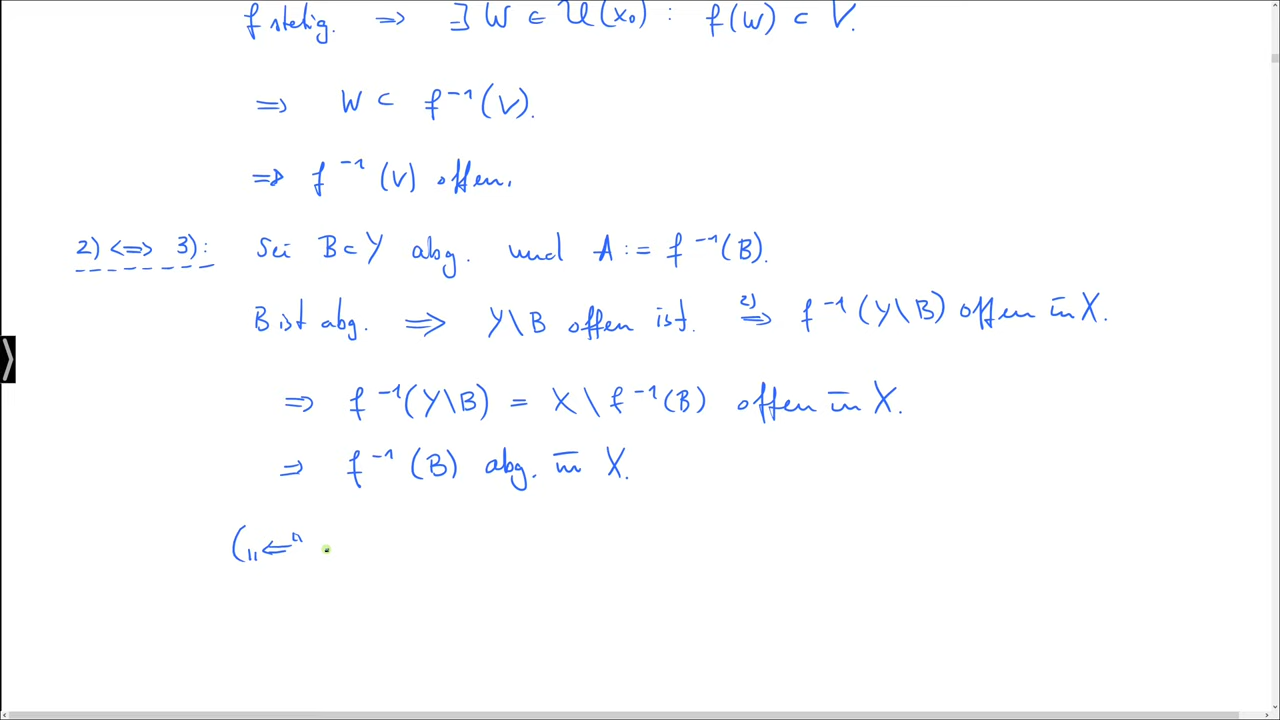 f stetig. ⇒ ∃ W ∈ U(x₀) : f(W) ⊂ V.
⇒ W ⊂ f⁻¹(V).
⇒ f⁻¹(V) offen.
2) <=> 3): Sei B⊂Y abg. und A := f⁻¹(B).
B ist abg. ⇒ Y\B offen ist. 2)⇒ f⁻¹(Y\B) offen in X.
⇒ f⁻¹(Y\B) = X \ f⁻¹(B) offen in X.
⇒ f⁻¹(B) abg. in X.
(„⇐"